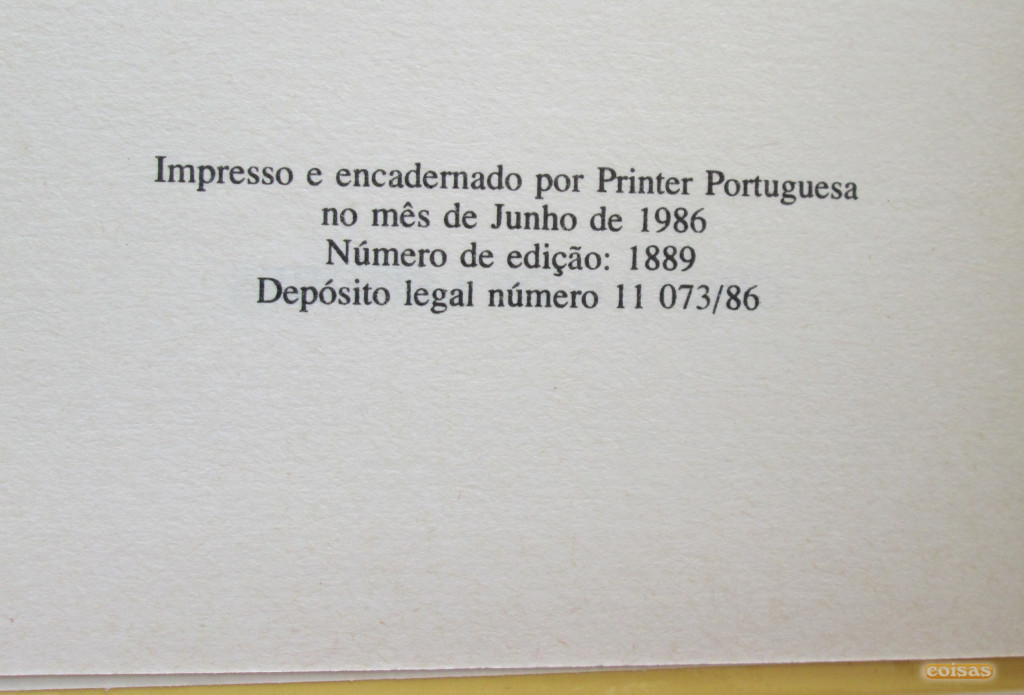 Impresso e encadernado por Printer Portuguesa
no mês de Junho de 1986
Número de edição: 1889
Depósito legal número 11 073/86
coisas